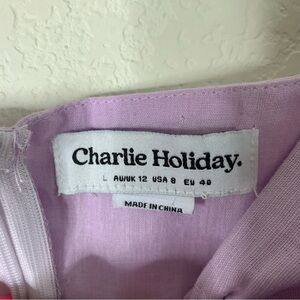 Charlie Holiday.
L AU/UK 12 USA 8 EU 40
MADE IN CHINA